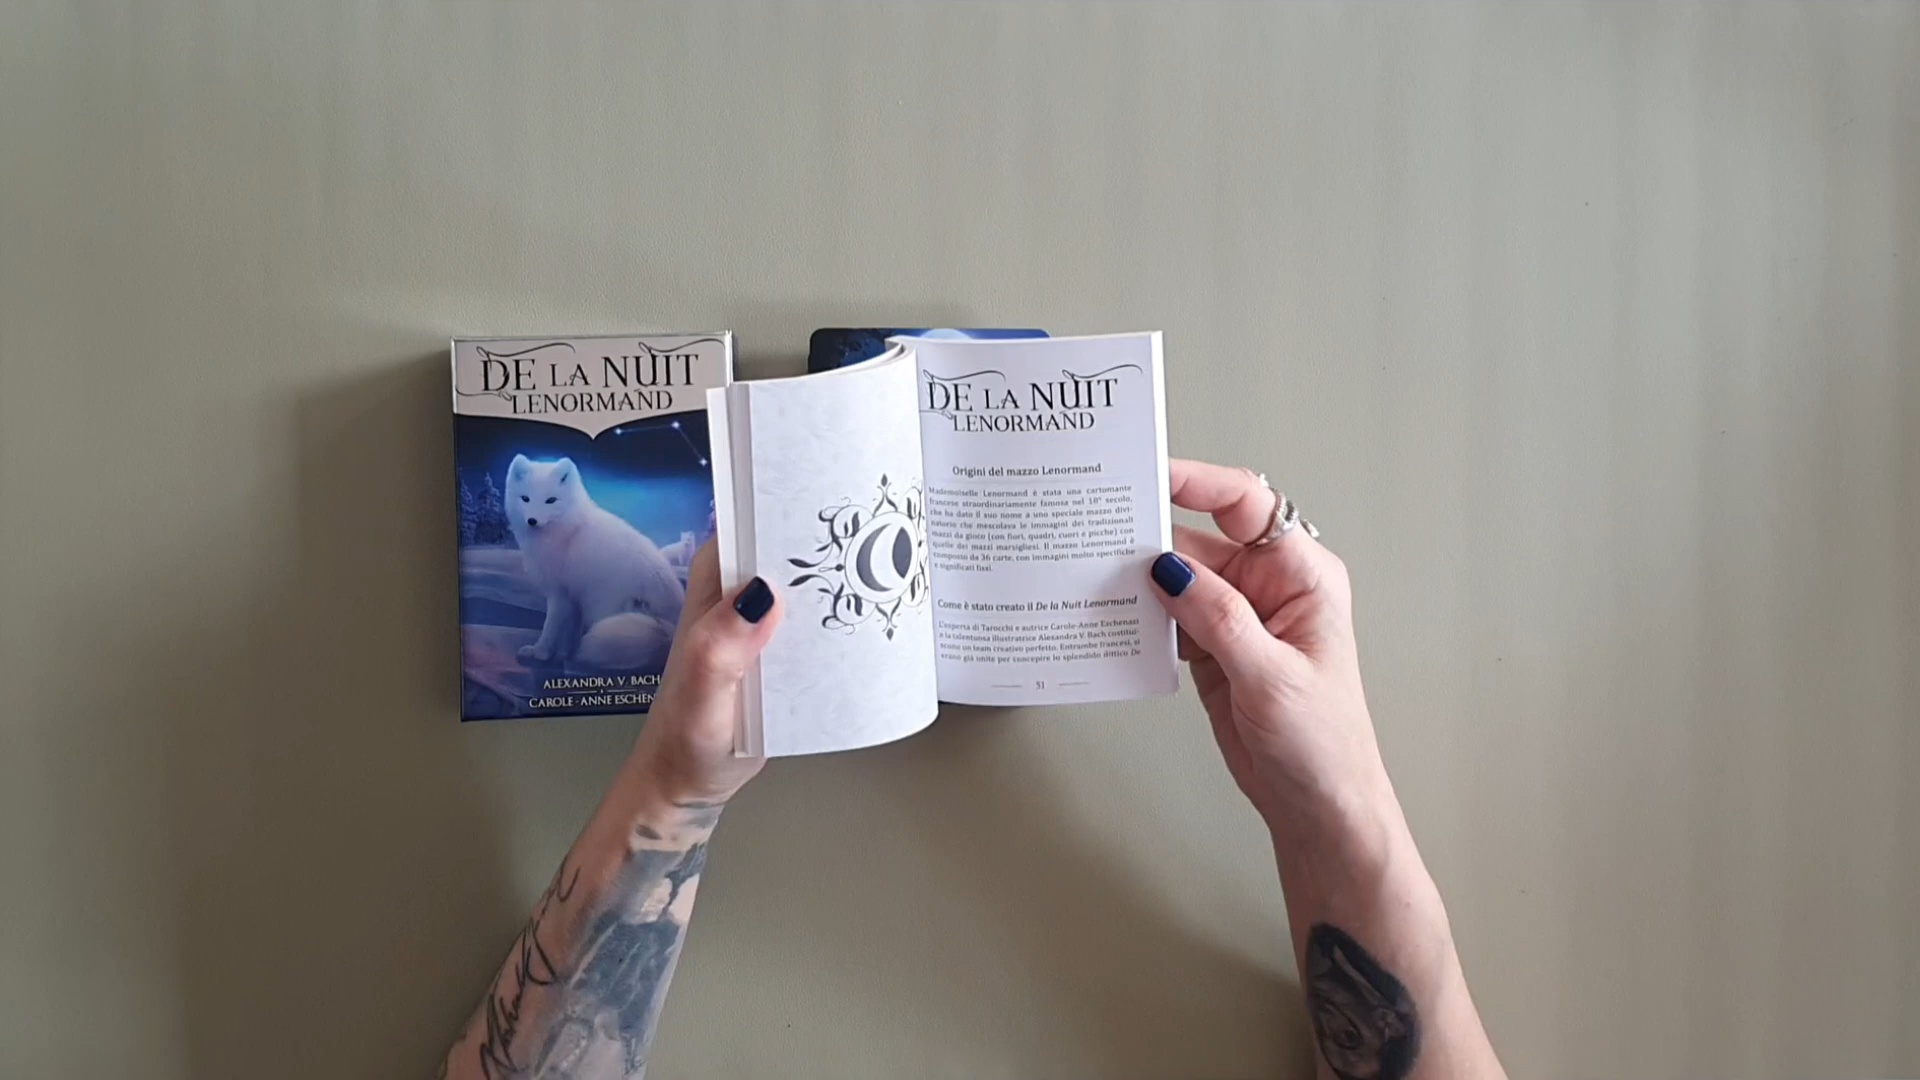 DE LA NUIT
LENORMAND
ALEXANDRA V. BACH
CAROLE-ANNE ESCHEN
DE LA NUIT
LENORMAND
Origini del mazzo Lenormand
Mademoiselle Lenormand è stata una cartomante
francese straordinariamente famosa nel 18° secolo,
che ha dato il suo nome a uno speciale mazzo divi-
natorio che mescolava le immagini dei tradizionali
mazzi da gioco (con fiori, quadri, cuori e picche) con
quelle dei mazzi marsigliesi. Il mazzo Lenormand è
composto da 36 carte, con immagini molto specifiche
e significati fissi.
Come è stato creato il De la Nuit Lenormand
L'esperta di Tarocchi e autrice Carole-Anne Eschenazi
e la talentuosa illustratrice Alexandra V. Bach costitui-
scono un team creativo perfetto. Entrambe francesi, si
erano già unite per concepire lo splendido dittico De
51